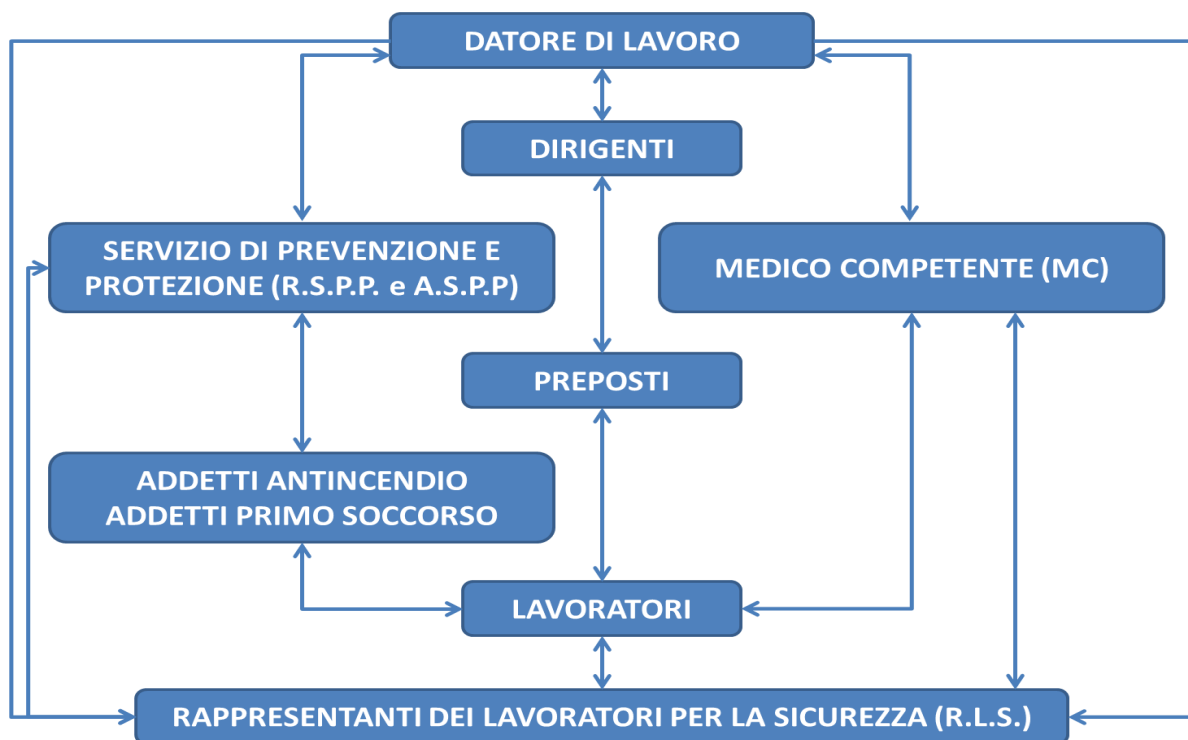 DATORE DI LAVORO
DIRIGENTI
SERVIZIO DI PREVENZIONE E
PROTEZIONE (R.S.P.P. e A.S.P.P)
MEDICO COMPETENTE (MC)
PREPOSTI
ADDETTI ANTINCENDIO
ADDETTI PRIMO SOCCORSO
LAVORATORI
RAPPRESENTANTI DEI LAVORATORI PER LA SICUREZZA (R.L.S.)